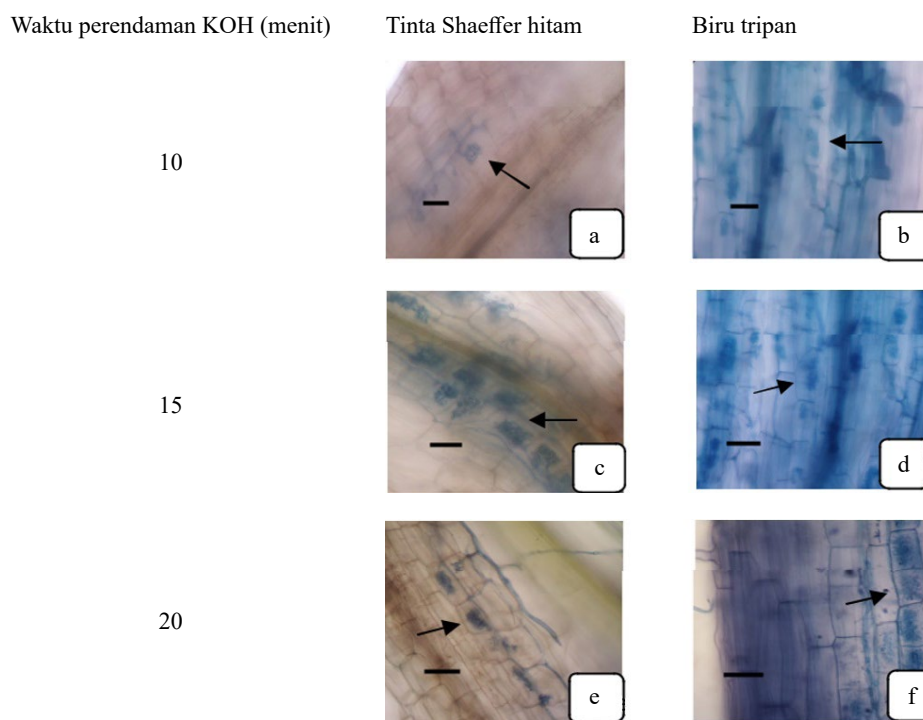 Waktu perendaman KOH (menit) Tinta Shaeffer hitam Biru tripan
10
a
b
15
c
d
20
e
f